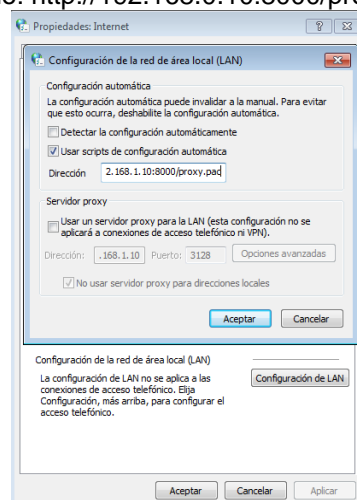 Propiedades: Internet
Configuración de la red de área local (LAN)
Configuración automática
La configuración automática puede invalidar a la manual. Para evitar
que esto ocurra, deshabilite la configuración automática.
Detectar la configuración automáticamente
Usar scripts de configuración automática
Dirección 2.168.1.10:8000/proxy.pac
Servidor proxy
Usar un servidor proxy para la LAN (esta configuración no se
aplicará a conexiones de acceso telefónico ni VPN).
Dirección: .168.1.10 Puerto: 3128 Opciones avanzadas
No usar servidor proxy para direcciones locales
Aceptar Cancelar
Configuración de la red de área local (LAN)
La configuración de LAN no se aplica a las
conexiones de acceso telefónico. Elija
Configuración, más arriba, para configurar el
acceso telefónico.
Configuración de LAN
Aceptar Cancelar Aplicar